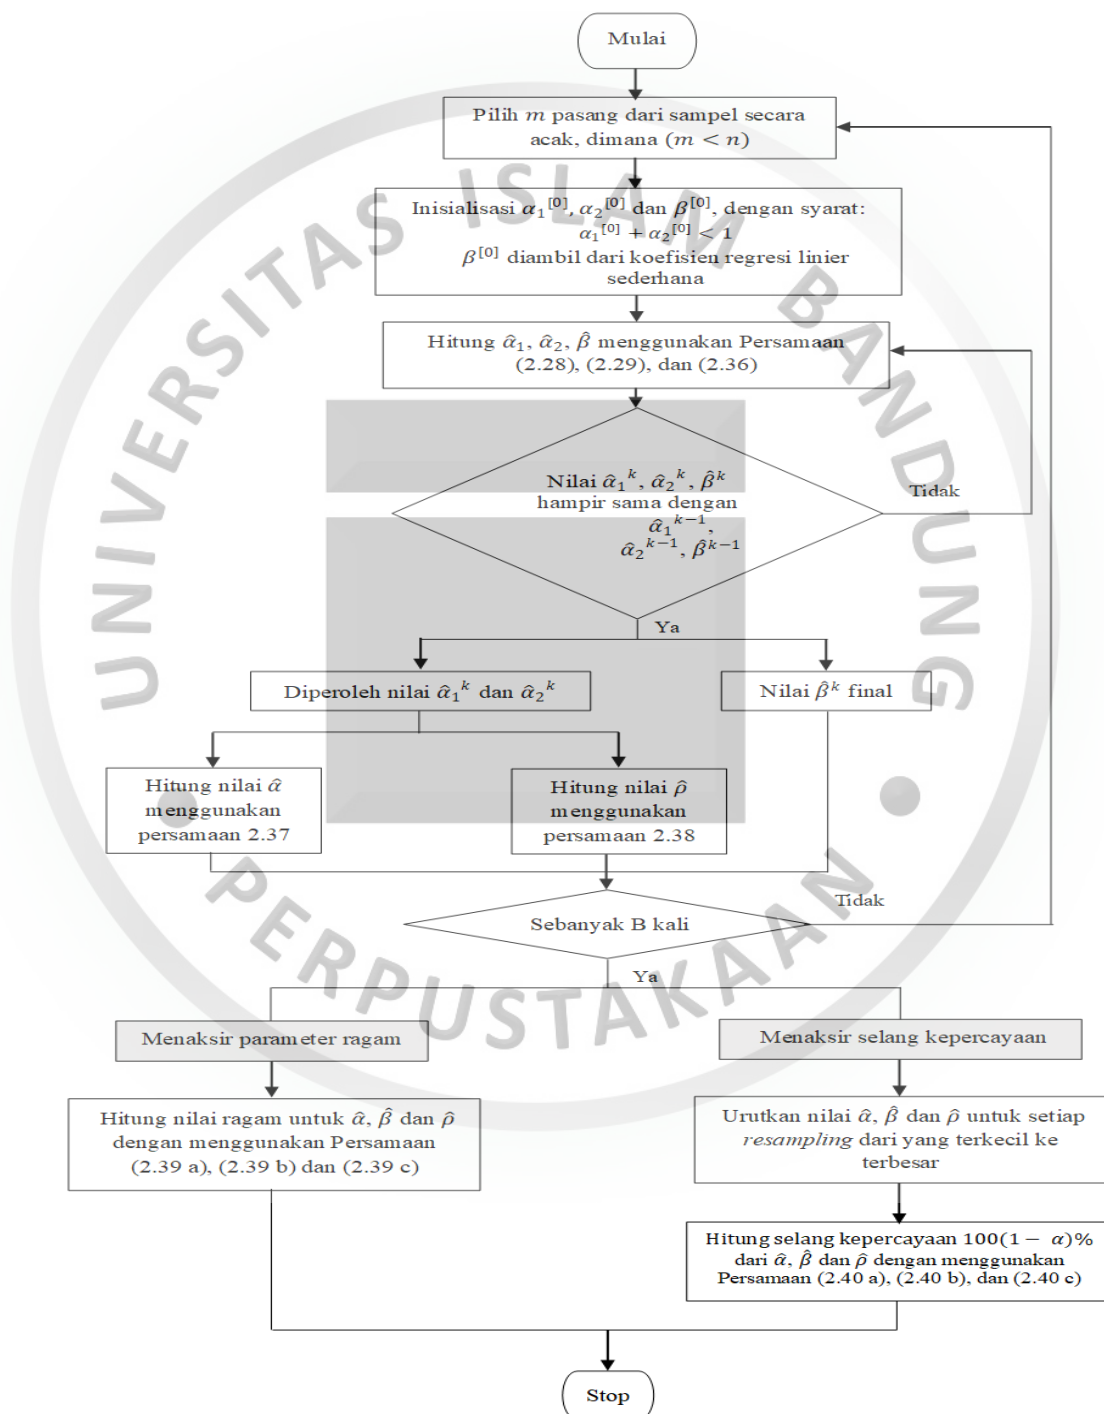 Mulai
Pilih m pasang dari sampel secara
acak, dimana (m < n)
Inisialisasi α₁^[0], α₂^[0] dan β^[0], dengan syarat:
α₁^[0] + α₂^[0] < 1
β^[0] diambil dari koefisien regresi linier
sederhana
Hitung α̂₁, α̂₂, β̂ menggunakan Persamaan
(2.28), (2.29), dan (2.36)
Nilai α̂₁^k, α̂₂^k, β̂^k
hampir sama dengan
α̂₁^k−1,
α̂₂^k−1, β̂^k−1
Tidak
Ya
Diperoleh nilai α̂₁^k dan α̂₂^k
Nilai β̂^k final
Hitung nilai α̂
menggunakan
persamaan 2.37
Hitung nilai ρ̂
menggunakan
persamaan 2.38
Sebanyak B kali
Tidak
Ya
Menaksir parameter ragam
Menaksir selang kepercayaan
Hitung nilai ragam untuk α̂, β̂ dan ρ̂
dengan menggunakan Persamaan
(2.39 a), (2.39 b) dan (2.39 c)
Urutkan nilai α̂, β̂ dan ρ̂ untuk setiap
resampling dari yang terkecil ke
terbesar
Hitung selang kepercayaan 100(1 − α)%
dari α̂, β̂ dan ρ̂ dengan menggunakan
Persamaan (2.40 a), (2.40 b), dan (2.40 c)
Stop
UNIVERSITAS ISLAM BANDUNG
PERPUSTAKAAN